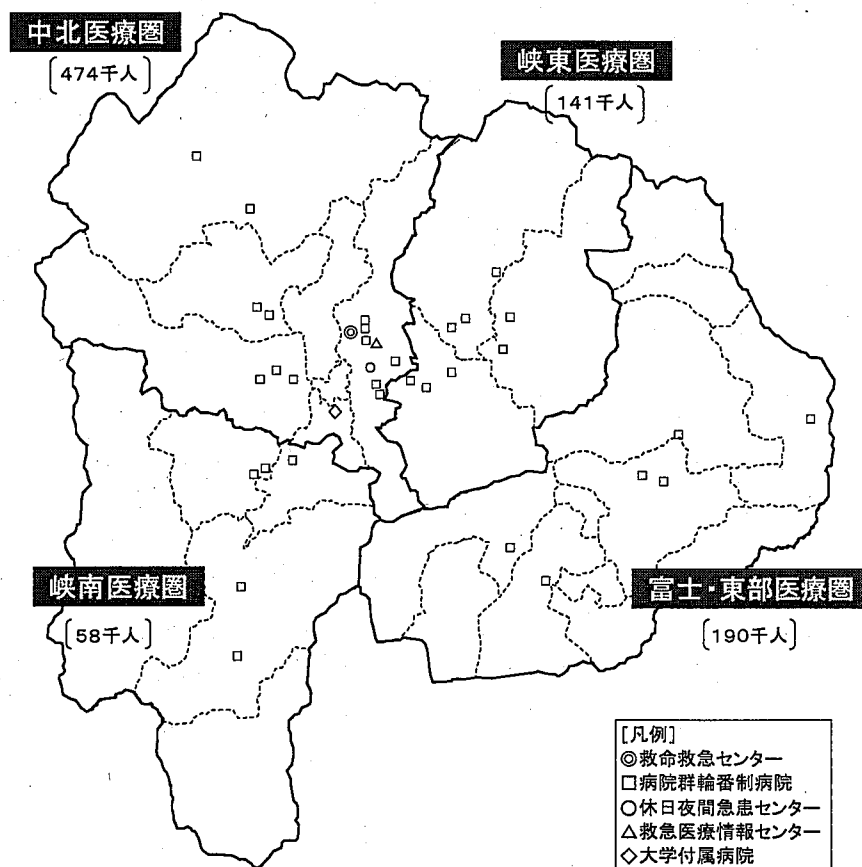 中北医療圏
〔474千人〕
峡東医療圏
〔141千人〕
峡南医療圏
〔58千人〕
富士・東部医療圏
〔190千人〕
[凡例]
◎救命救急センター
□病院群輪番制病院
○休日夜間急患センター
△救急医療情報センター
◇大学付属病院